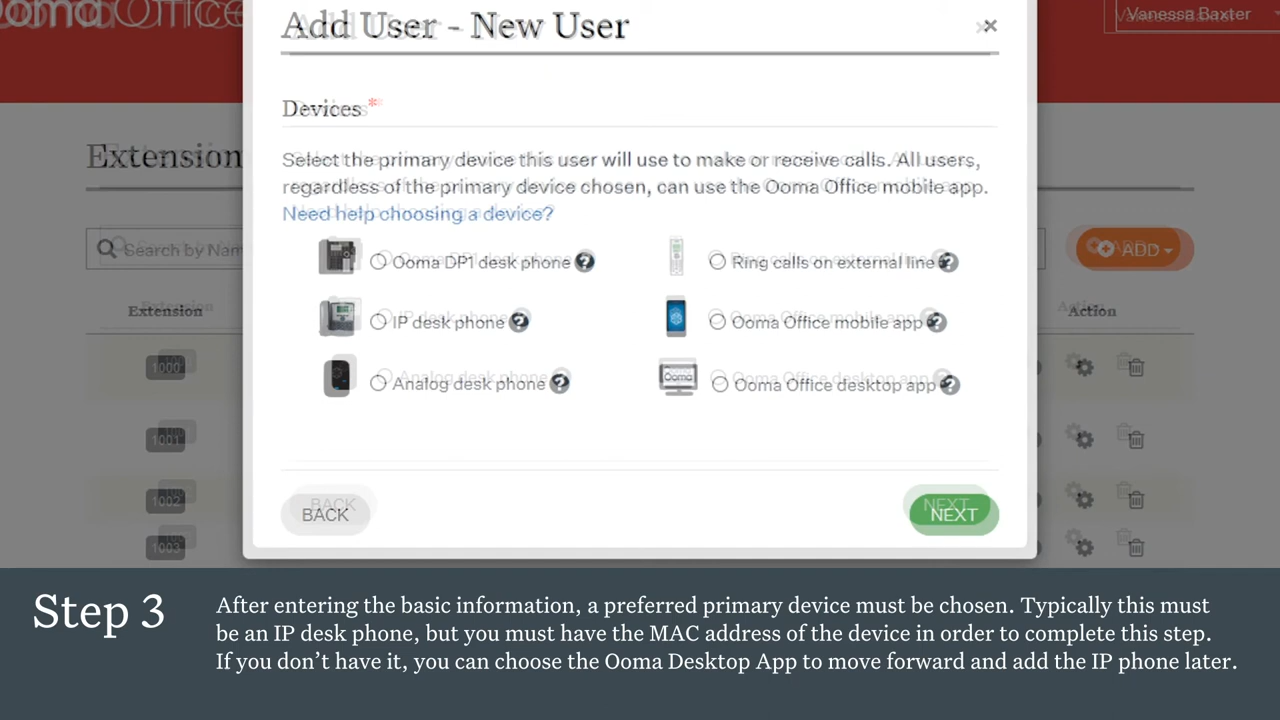 Ooma Office
Vanessa Baxter
Add User - New User
×
Devices*
Extension
Select the primary device this user will use to make or receive calls. All users,
regardless of the primary device chosen, can use the Ooma Office mobile app.
Need help choosing a device?
Search by Nam
ADD
Ooma DP1 desk phone ?
Ring calls on external line ?
Extension
Action
IP desk phone ?
Ooma Office mobile app ?
1000
Analog desk phone ?
Ooma
Ooma Office desktop app ?
1001
1002
BACK
NEXT
1003
Step 3
After entering the basic information, a preferred primary device must be chosen. Typically this must
be an IP desk phone, but you must have the MAC address of the device in order to complete this step.
If you don't have it, you can choose the Ooma Desktop App to move forward and add the IP phone later.